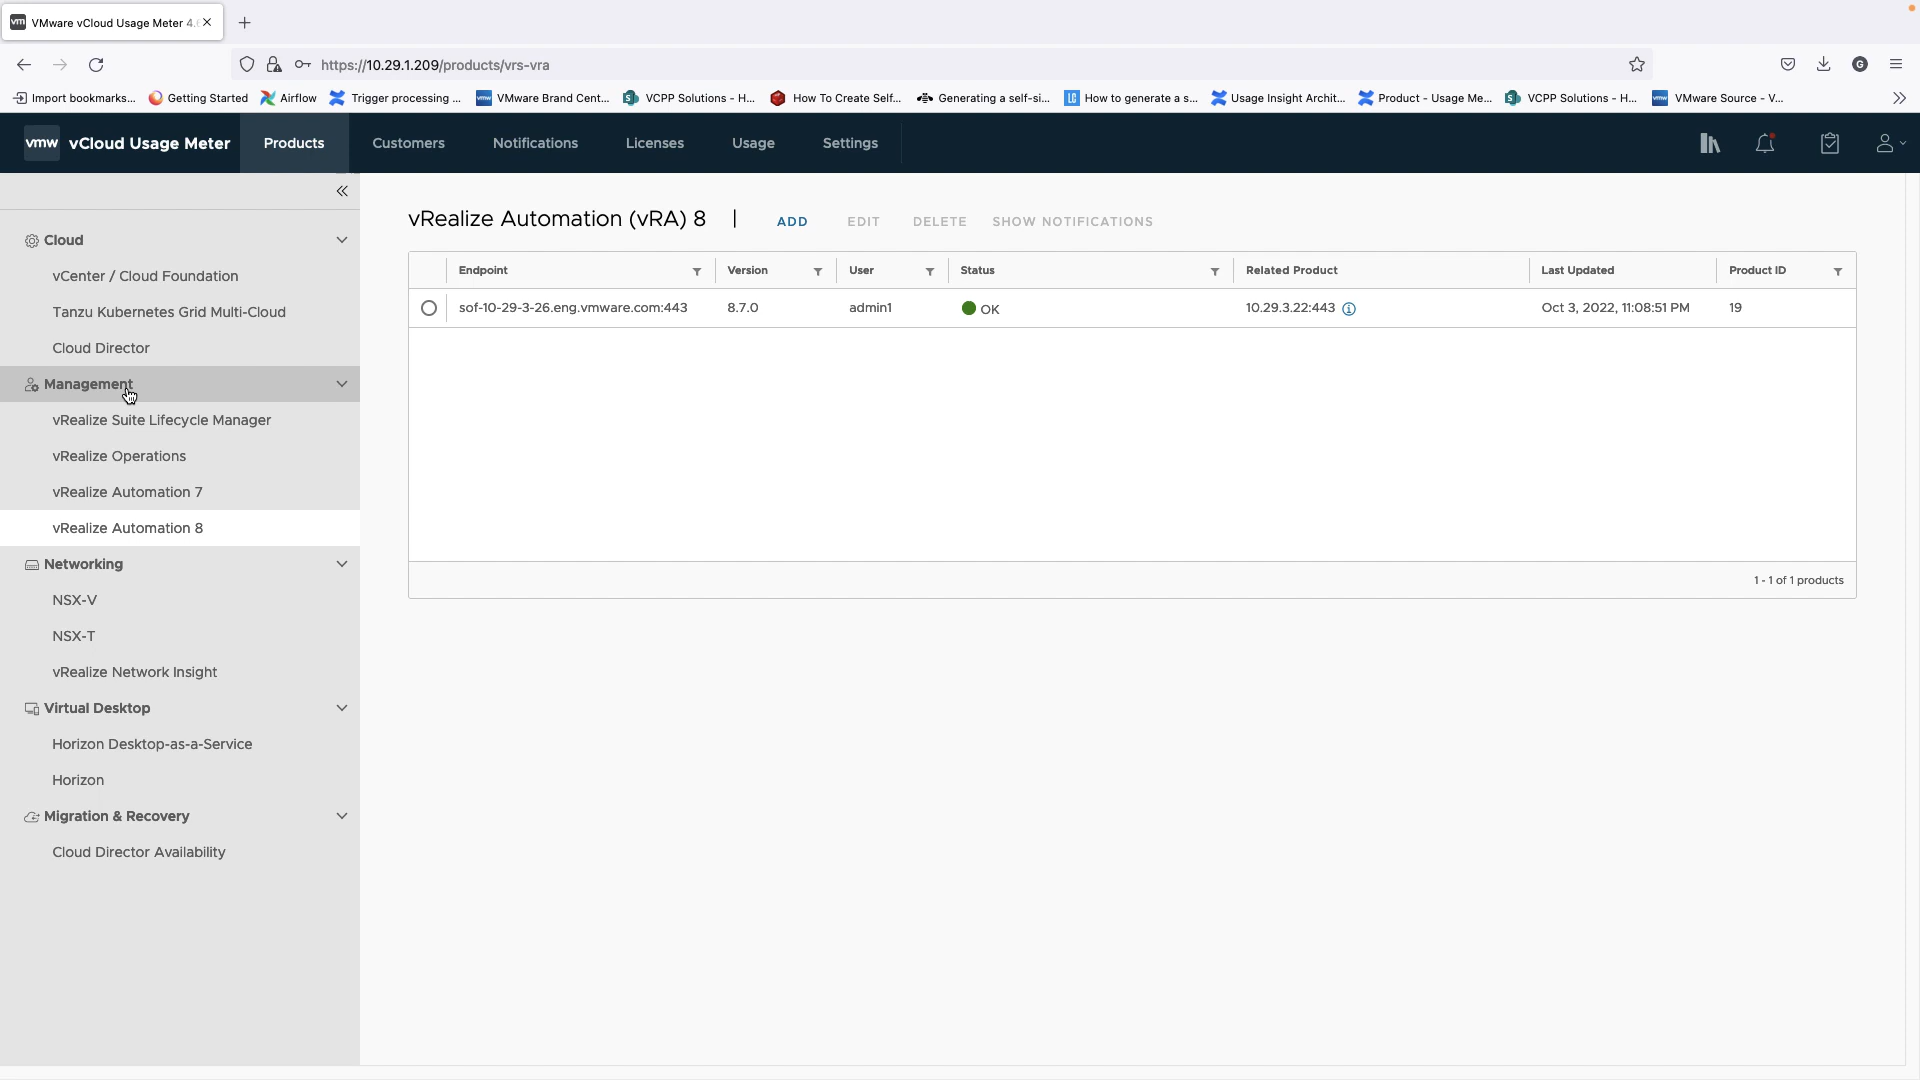 vm VMware vCloud Usage Meter 4.
https://10.29.1.209/products/vrs-vra
G
Import bookmarks... Getting Started Airflow Trigger processing ... vmw VMware Brand Cent... S VCPP Solutions - H... How To Create Self... Generating a self-si... LG How to generate a s... Usage Insight Archit... Product - Usage Me... S VCPP Solutions - H... vmw VMware Source - V...
vmw vCloud Usage Meter Products Customers Notifications Licenses Usage Settings
Cloud
vCenter / Cloud Foundation
Tanzu Kubernetes Grid Multi-Cloud
Cloud Director
Management
vRealize Suite Lifecycle Manager
vRealize Operations
vRealize Automation 7
vRealize Automation 8
Networking
NSX-V
NSX-T
vRealize Network Insight
Virtual Desktop
Horizon Desktop-as-a-Service
Horizon
Migration & Recovery
Cloud Director Availability
vRealize Automation (vRA) 8 | ADD EDIT DELETE SHOW NOTIFICATIONS
Endpoint Version User Status Related Product Last Updated Product ID
sof-10-29-3-26.eng.vmware.com:443 8.7.0 admin1 OK 10.29.3.22:443 Oct 3, 2022, 11:08:51 PM 19
1 - 1 of 1 products